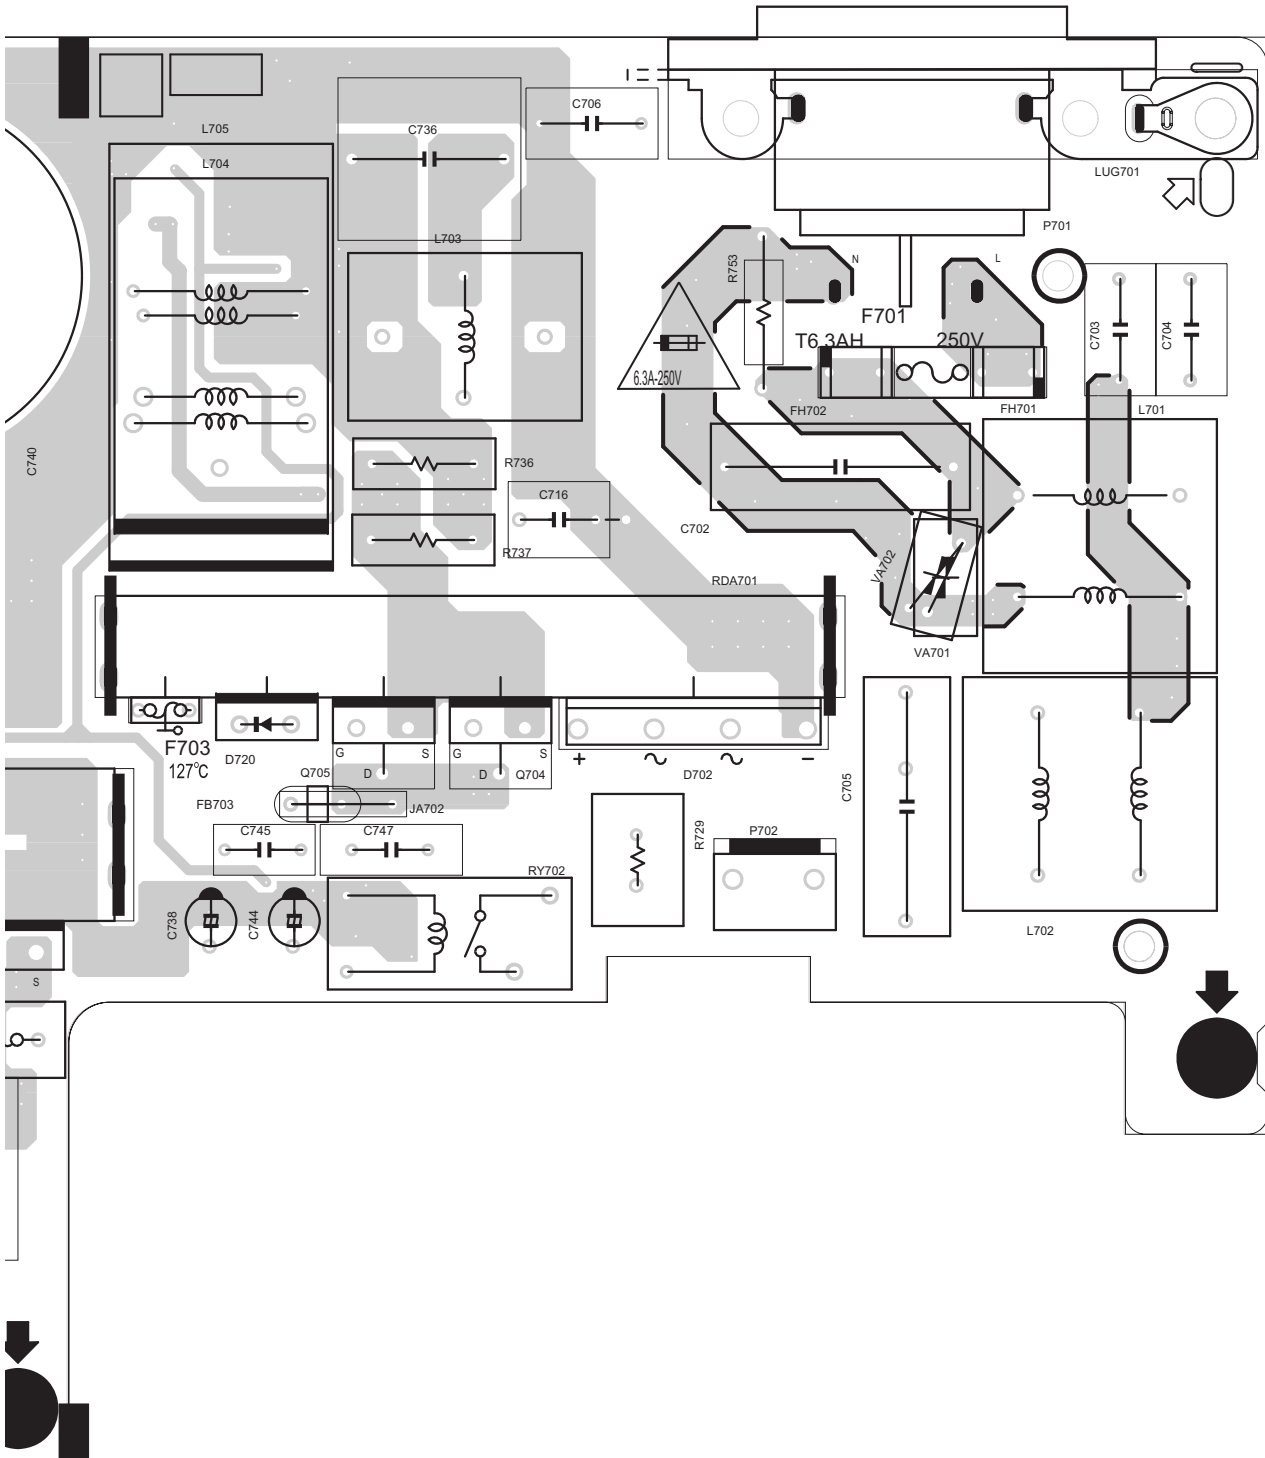 C706
L705
C736
L704
LUG701
P701
L703
R753
N
L
F701
T6.3AH
250V
C703
C704
6.3A-250V
FH702
FH701
L701
C740
R736
C716
C702
R737
VA702
RDA701
VA701
F703
127°C
D720
G
S
G
S
D
Q705
D
Q704
+
−
D702
C705
FB703
JA702
C745
C747
R729
P702
RY702
C738
C744
L702
S